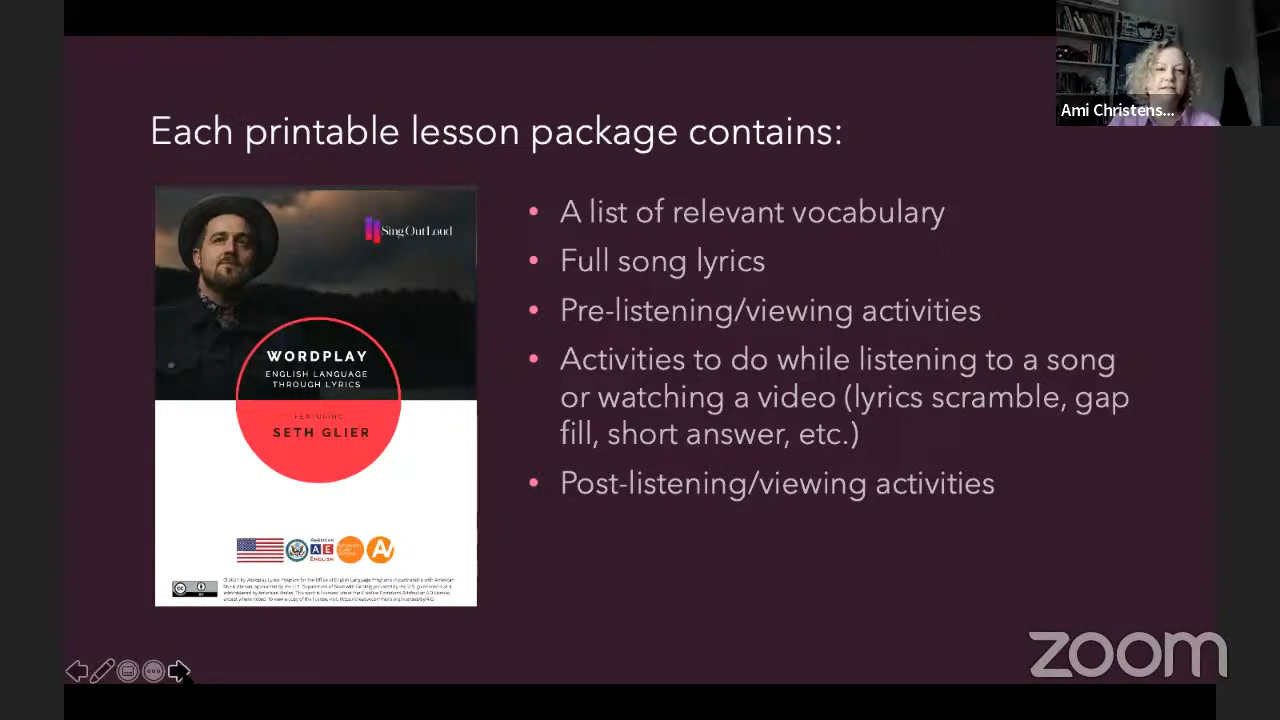 Ami Christens...
Each printable lesson package contains:
Sing Out Loud
WORDPLAY
ENGLISH LANGUAGE
THROUGH LYRICS
FEATURING
SETH GLIER
AMERICAN
AE
ENGLISH
• A list of relevant vocabulary
• Full song lyrics
• Pre-listening/viewing activities
• Activities to do while listening to a song
or watching a video (lyrics scramble, gap
fill, short answer, etc.)
• Post-listening/viewing activities
zoom